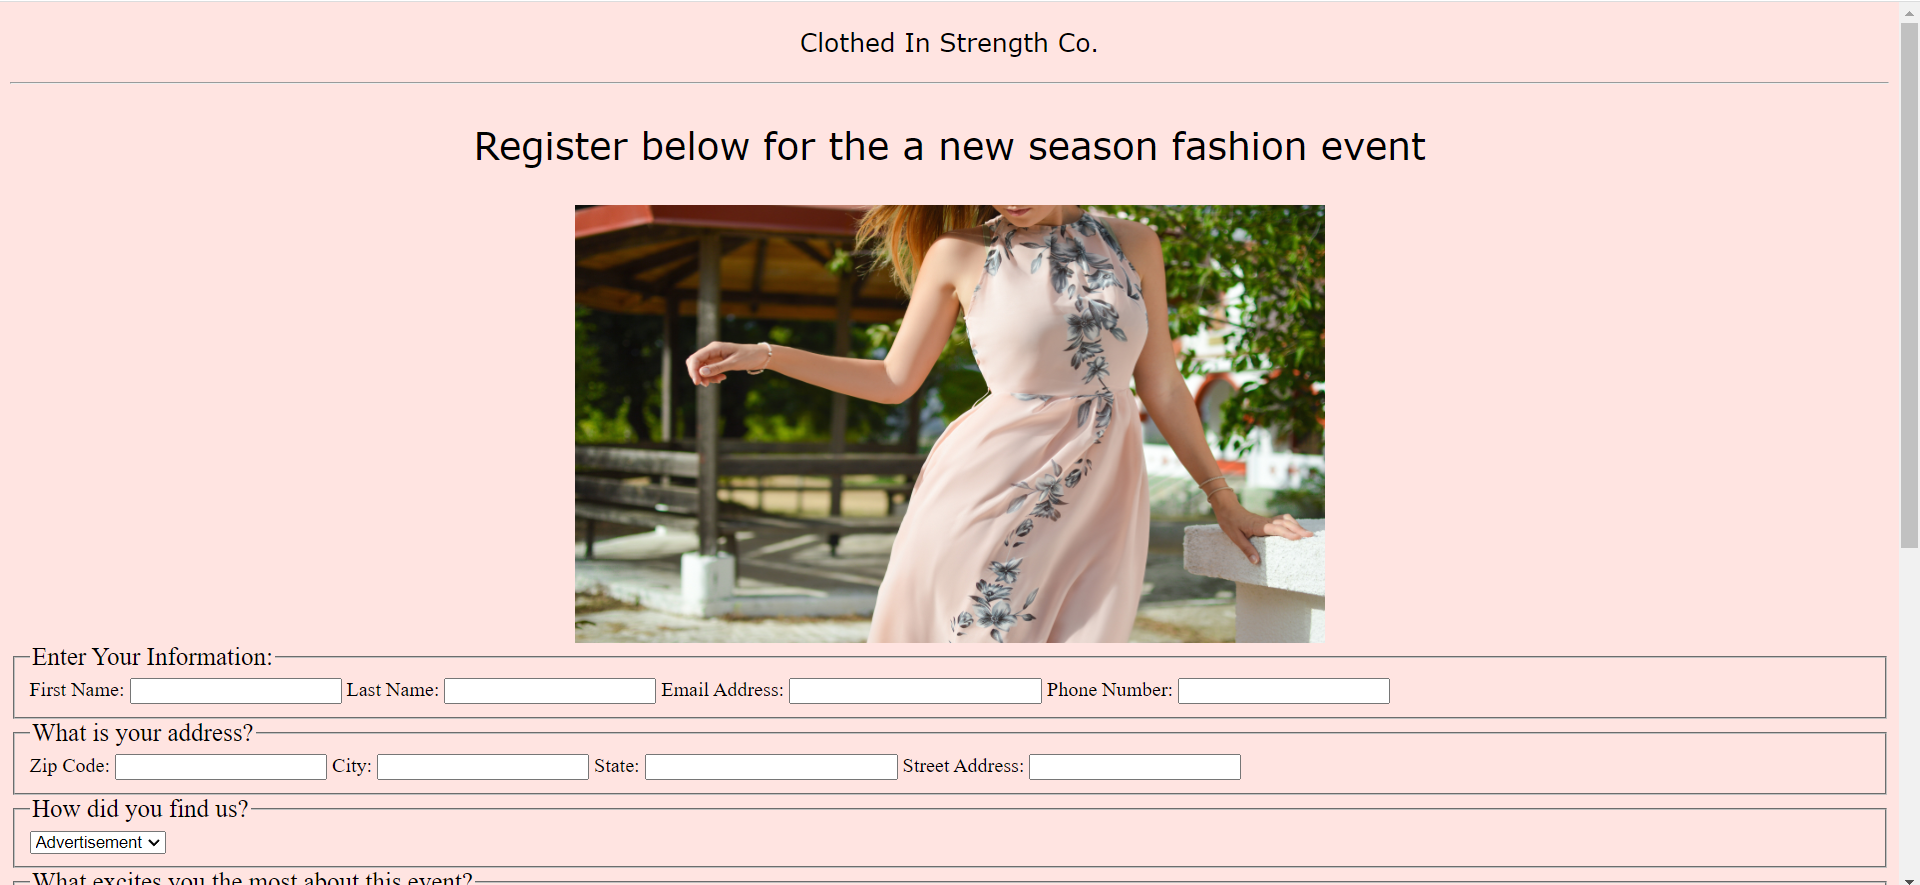 Clothed In Strength Co.
Register below for the a new season fashion event
Enter Your Information:
First Name: Last Name: Email Address: Phone Number:
What is your address?
Zip Code: City: State: Street Address:
How did you find us?
Advertisement
What excites you the most about this event?